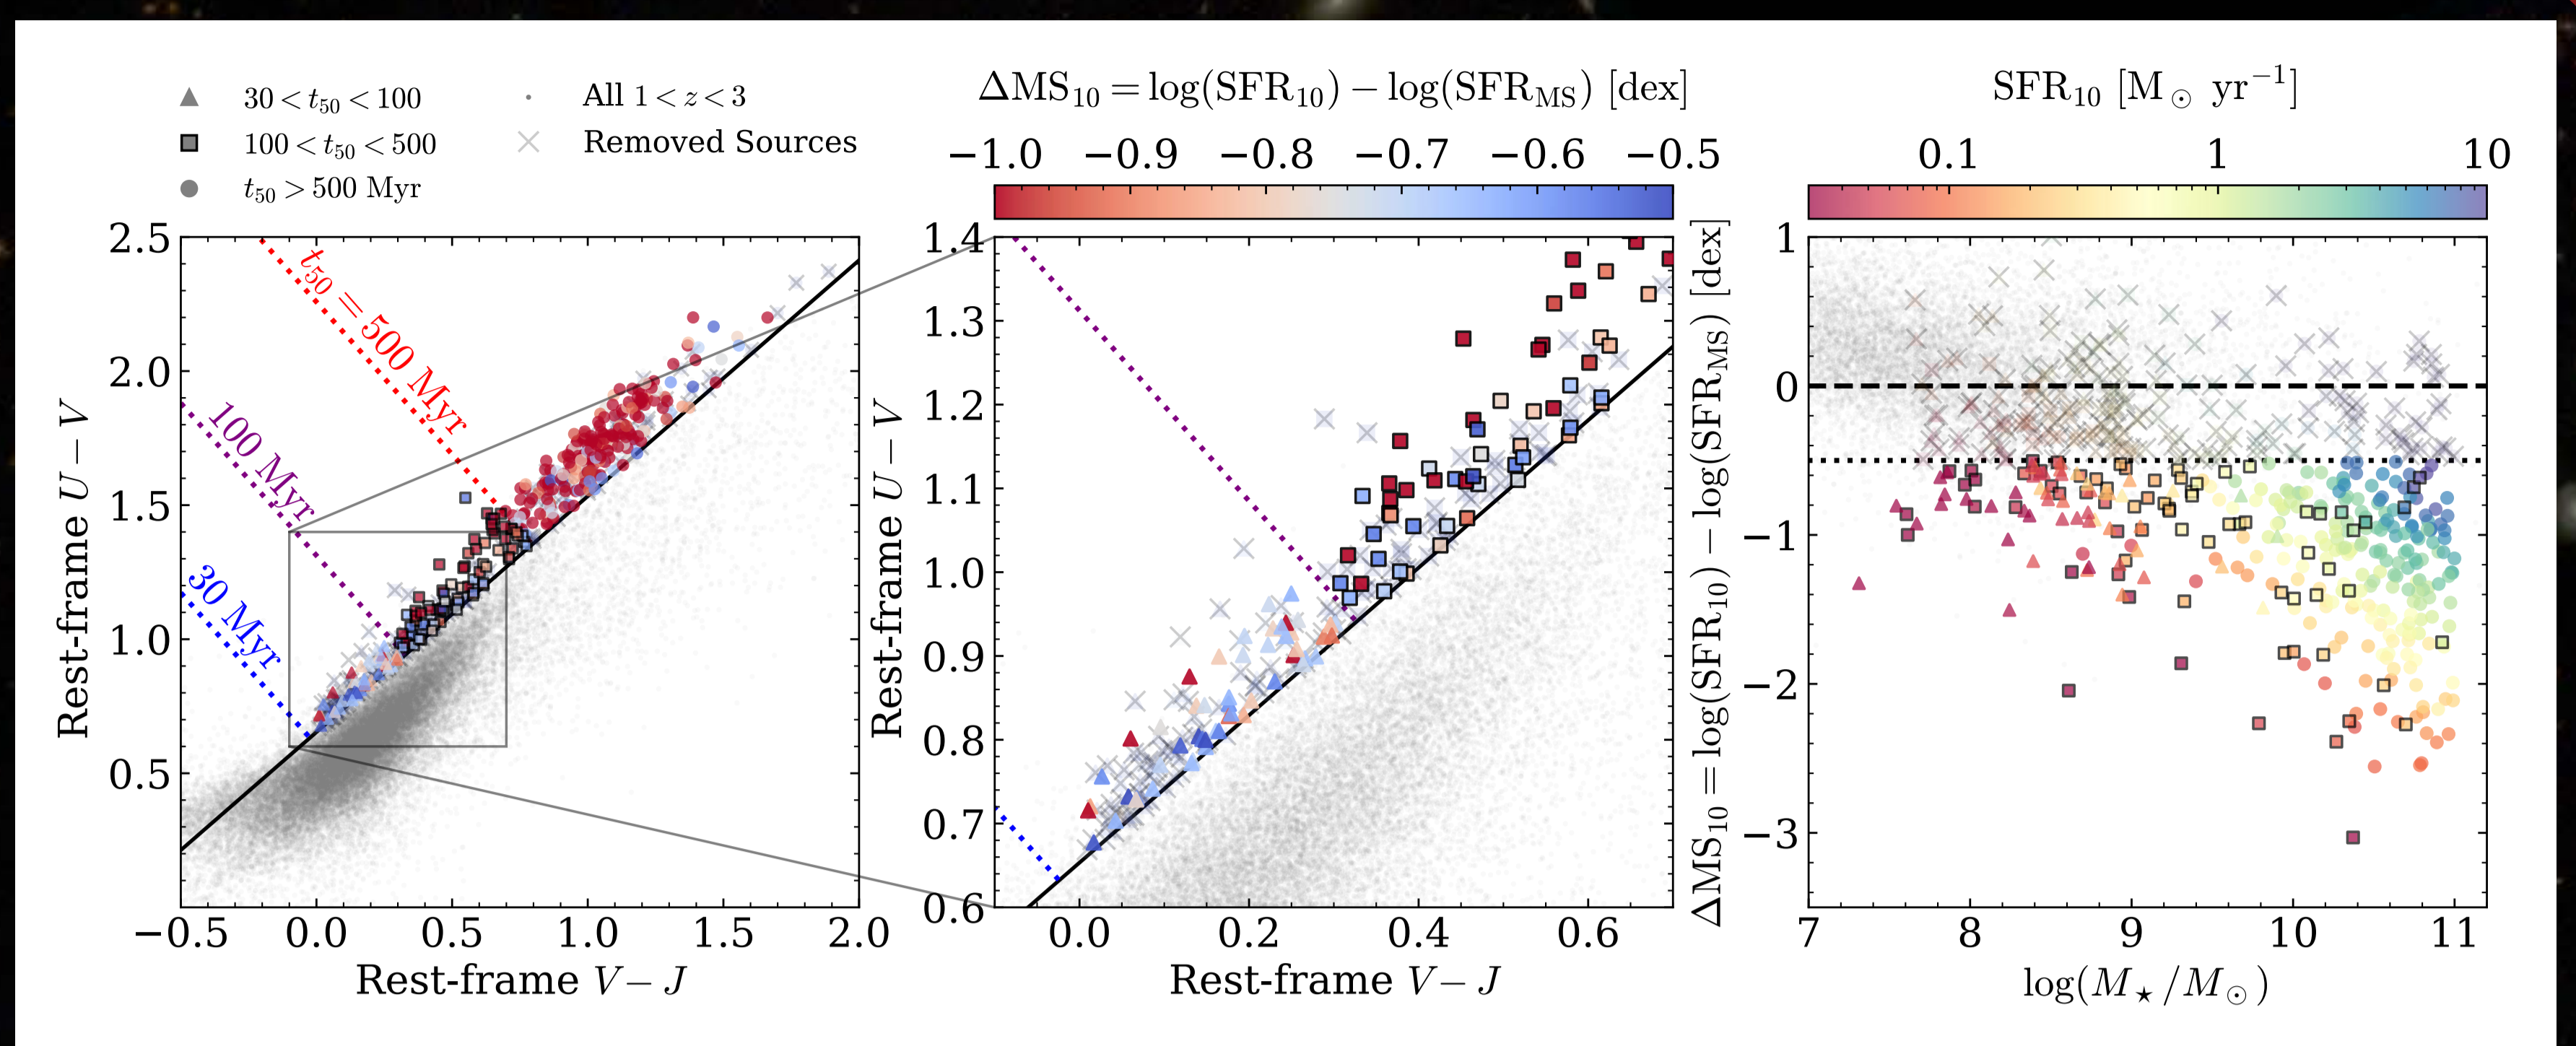 30 < t₅₀ < 100
100 < t₅₀ < 500
t₅₀ > 500 Myr
All 1 < z < 3
Removed Sources
2.5
2.0
1.5
1.0
0.5
Rest-frame U − V
t₅₀ = 500 Myr
100 Myr
30 Myr
−0.5 0.0 0.5 1.0 1.5 2.0
Rest-frame V − J
ΔMS₁₀ = log(SFR₁₀) − log(SFR_MS) [dex]
−1.0 −0.9 −0.8 −0.7 −0.6 −0.5
1.4
1.3
1.2
1.1
1.0
0.9
0.8
0.7
0.6
Rest-frame U − V
0.0 0.2 0.4 0.6
Rest-frame V − J
SFR₁₀ [M⊙ yr⁻¹]
0.1 1 10
1
0
−1
−2
−3
ΔMS₁₀ = log(SFR₁₀) − log(SFR_MS) [dex]
7 8 9 10 11
log(M⋆/M⊙)